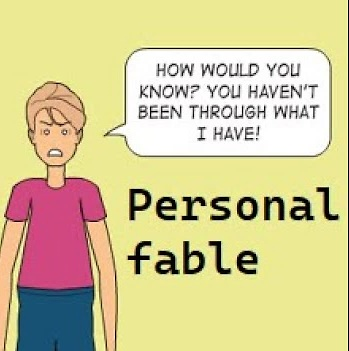 HOW WOULD YOU
KNOW? YOU HAVEN'T
BEEN THROUGH WHAT
I HAVE!
Personal
fable